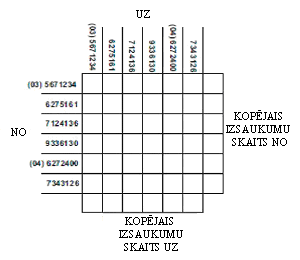 UZ
(03) 5671234
6275161
7124136
9336130
(04) 6272400
7343126
(03) 5671234
6275161
7124136
9336130
(04) 6272400
7343126
NO
KOPĒJAIS
IZSAUKUMU
SKAITS NO
KOPĒJAIS
IZSAUKUMU
SKAITS UZ